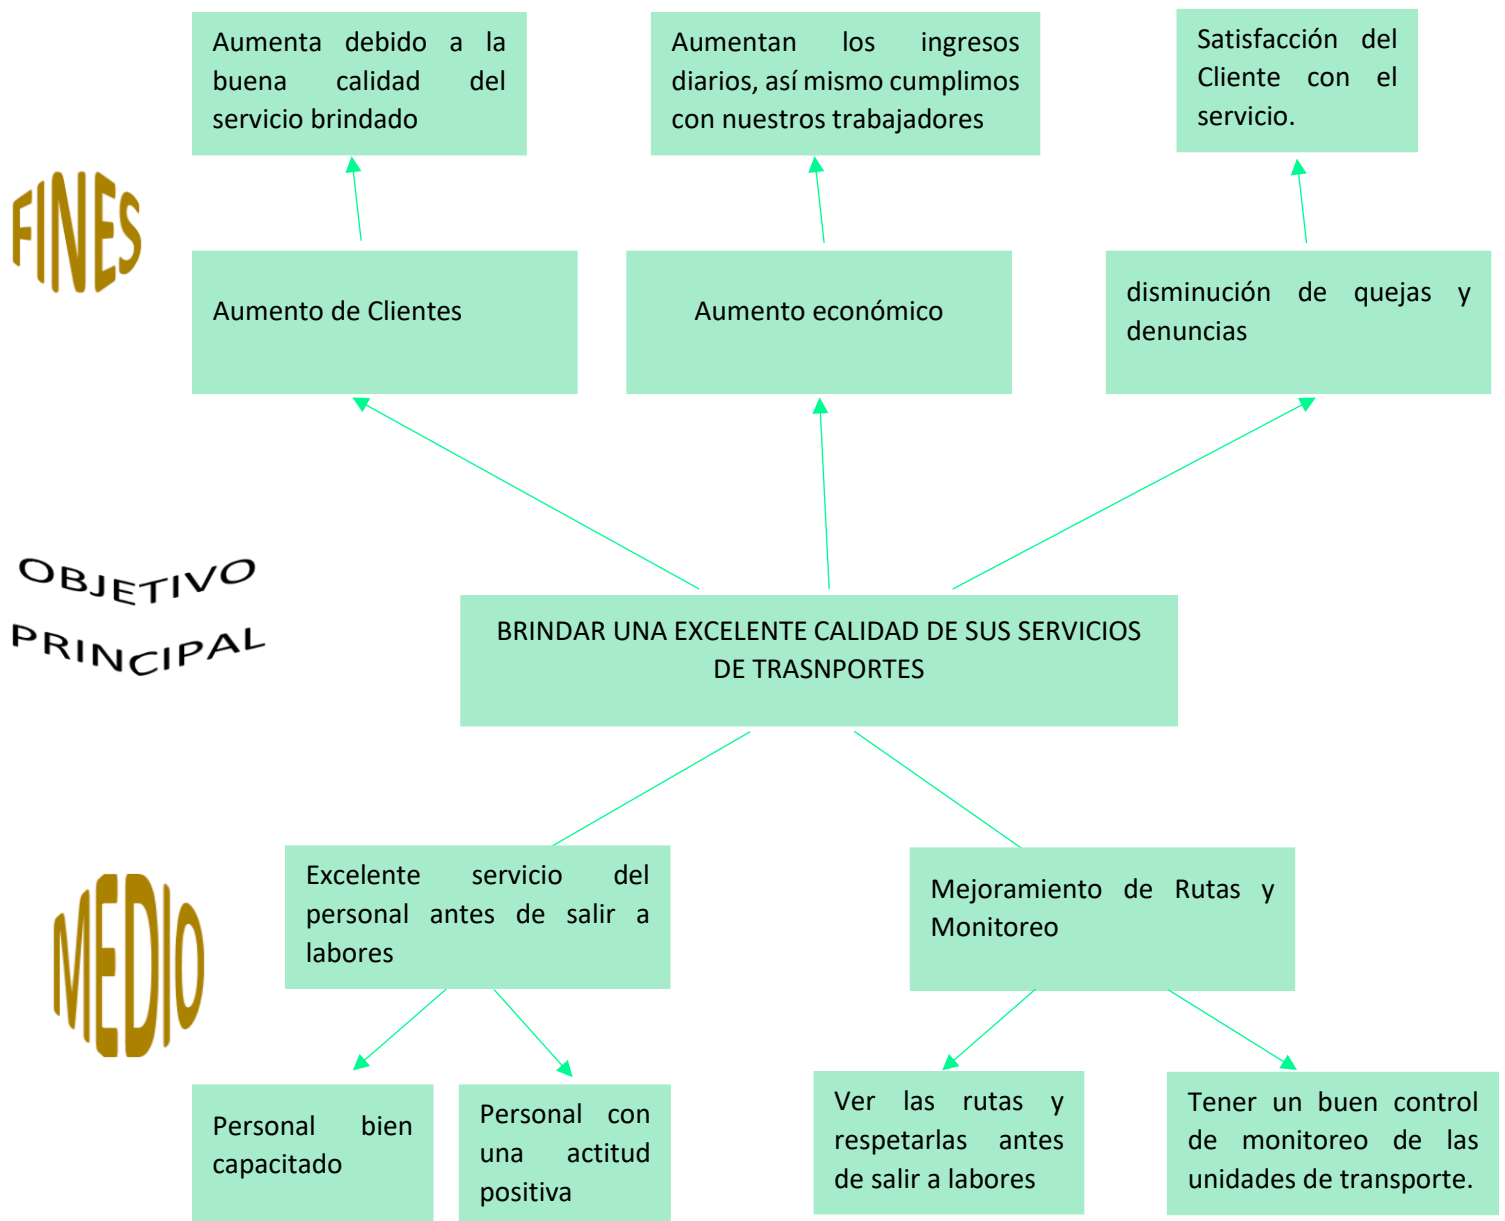 Aumenta debido a la
buena calidad del
servicio brindado
Aumentan los ingresos
diarios, así mismo cumplimos
con nuestros trabajadores
Satisfacción del
Cliente con el
servicio.
FINES
Aumento de Clientes
Aumento económico
disminución de quejas y
denuncias
OBJETIVO
PRINCIPAL
BRINDAR UNA EXCELENTE CALIDAD DE SUS SERVICIOS
DE TRASNPORTES
MEDIO
Excelente servicio del
personal antes de salir a
labores
Mejoramiento de Rutas y
Monitoreo
Personal bien
capacitado
Personal con
una actitud
positiva
Ver las rutas y
respetarlas antes
de salir a labores
Tener un buen control
de monitoreo de las
unidades de transporte.